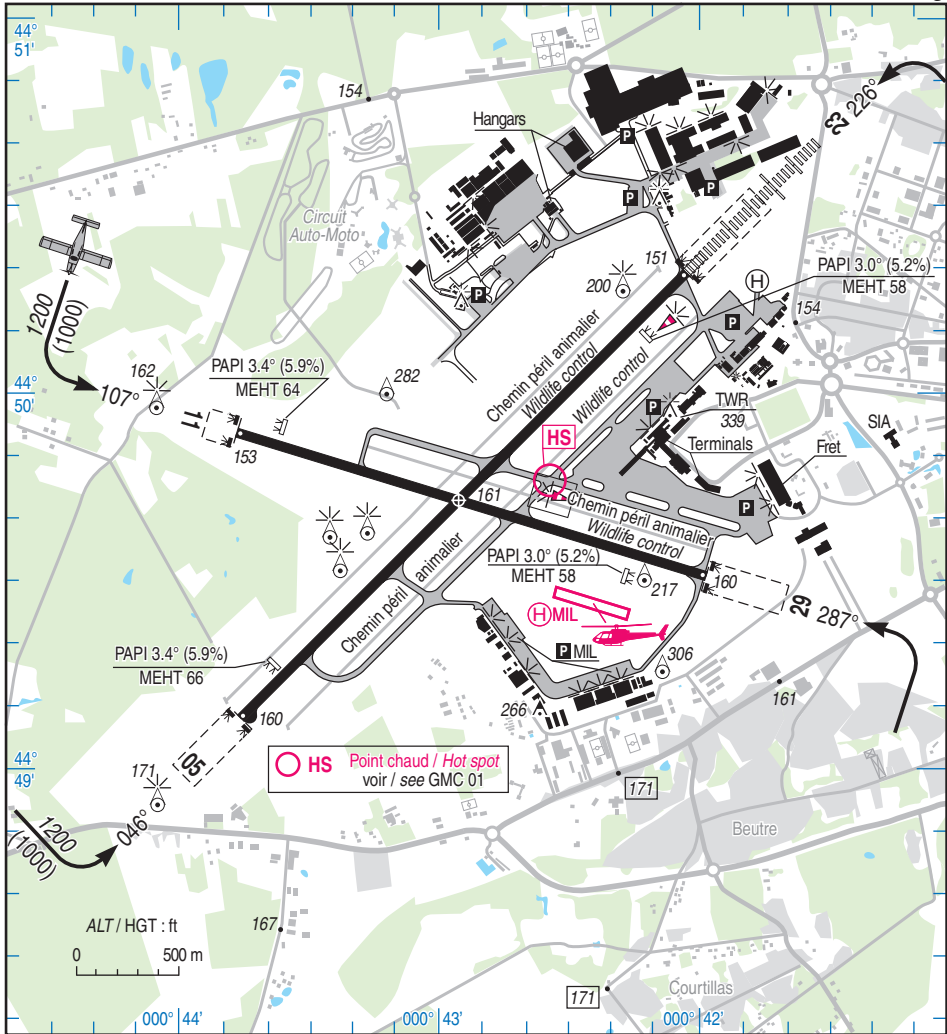 44°
51'
154
23 226°
Hangars
P
Circuit
Auto-Moto
P
P
151
PAPI 3.0° (5.2%)
MEHT 58
H
200
P
154
P
1200
(1000)
Chemin péril animalier
Wildlife control
Wildlife control
PAPI 3.4° (5.9%)
MEHT 64
282
162
107°
44°
50'
11
153
TWR
339
P
SIA
HS
Terminals
Fret
161
P
Chemin péril animalier
Wildlife control
PAPI 3.0° (5.2%)
MEHT 58
217
160
29 287°
Chemin péril animalier
H MIL
P MIL
306
PAPI 3.4° (5.9%)
MEHT 66
266
161
160
05
HS Point chaud / Hot spot
voir / see GMC 01
44°
49'
171
046°
1200
(1000)
171
Beutre
167
ALT / HGT : ft
0 500 m
171
Courtillas
000° 44' 000° 43' 000° 42'